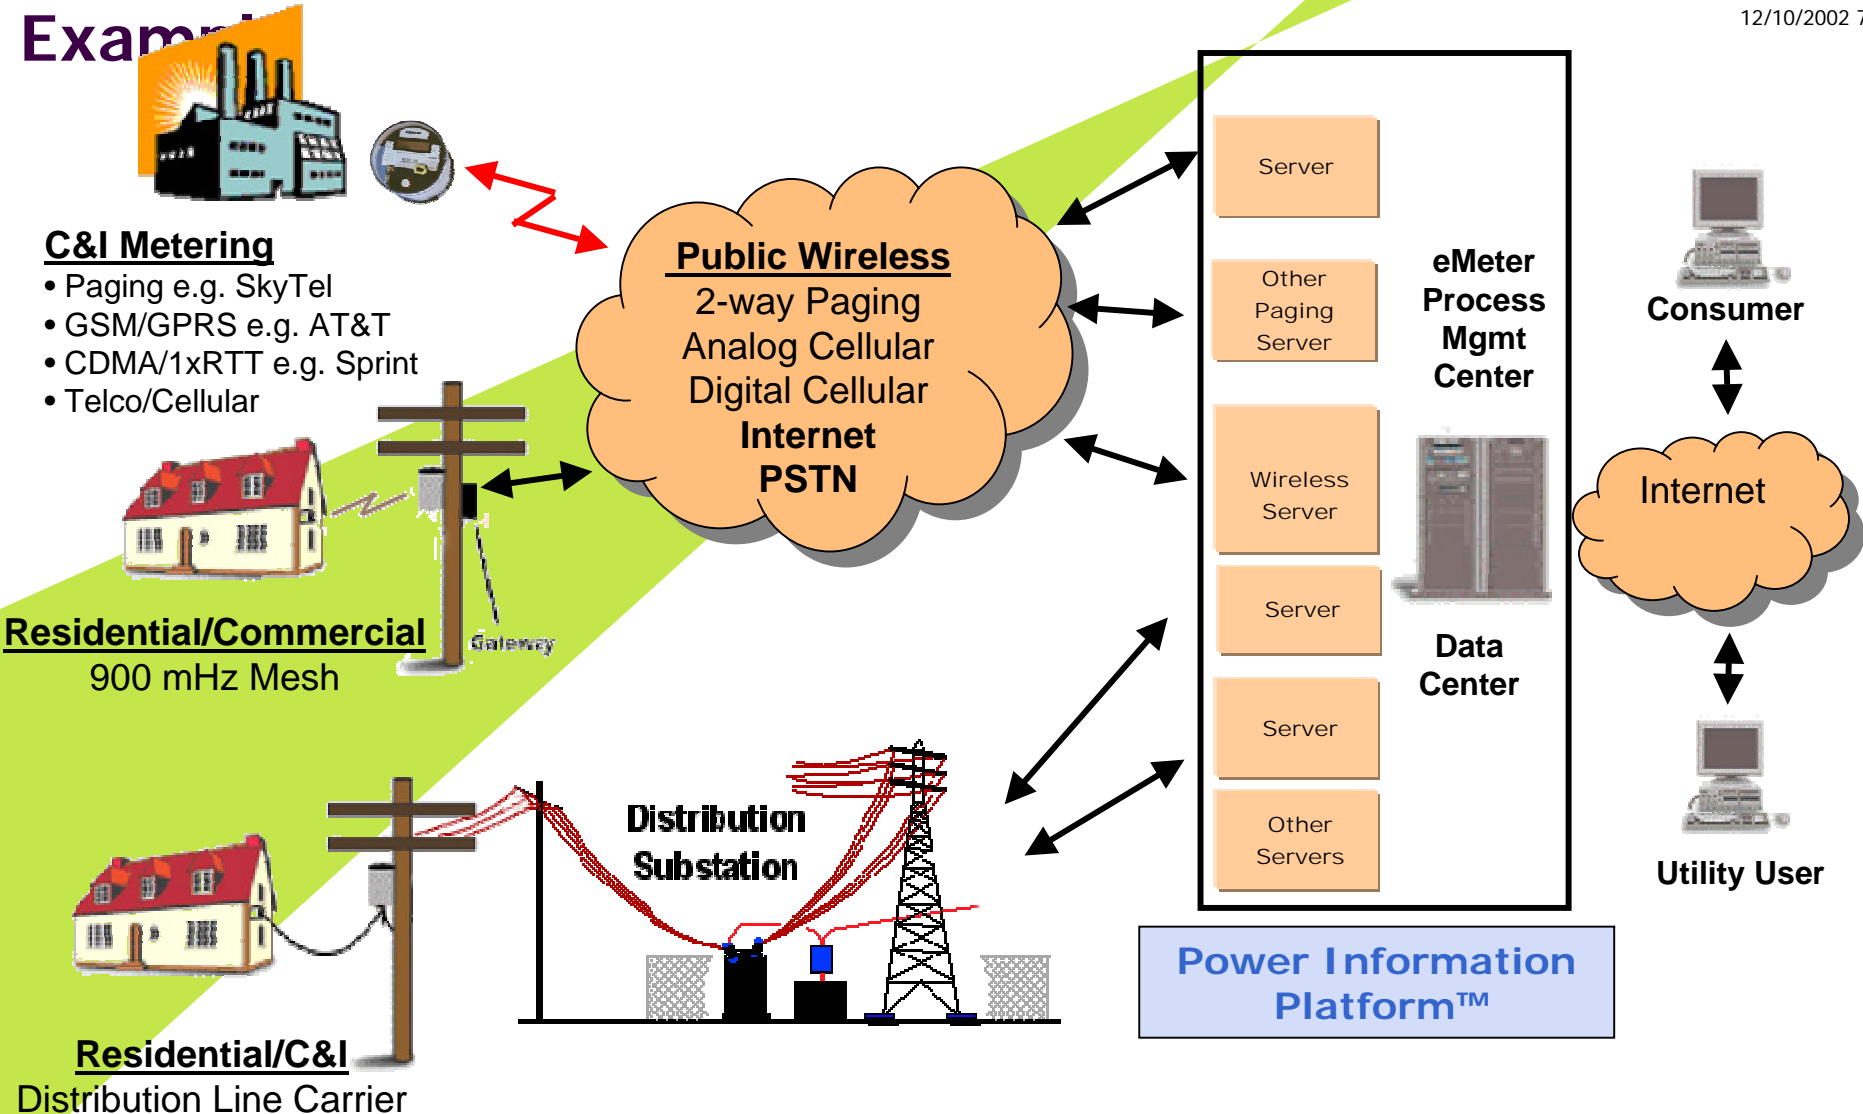 12/10/2002 7
C&I Metering
• Paging e.g. SkyTel
• GSM/GPRS e.g. AT&T
• CDMA/1xRTT e.g. Sprint
• Telco/Cellular
Public Wireless
2-way Paging
Analog Cellular
Digital Cellular
Internet
PSTN
Server
Other
Paging
Server
Wireless
Server
Server
Server
Other
Servers
eMeter
Process
Mgmt
Center
Data
Center
Consumer
Internet
Utility User
Gateway
Residential/Commercial
900 mHz Mesh
Distribution
Substation
Residential/C&I
Distribution Line Carrier
Power Information
Platform™